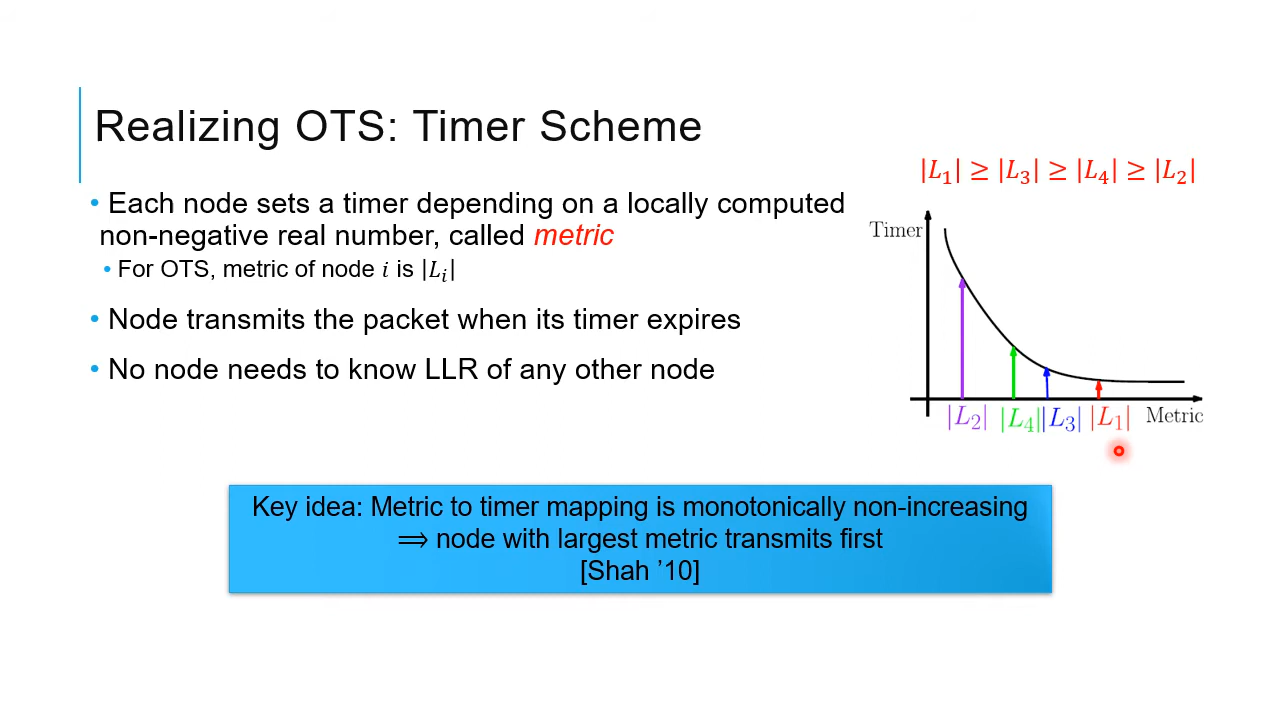 Realizing OTS: Timer Scheme
• Each node sets a timer depending on a locally computed
non-negative real number, called metric
• For OTS, metric of node 𝑖 is |𝐿ᵢ|
• Node transmits the packet when its timer expires
• No node needs to know LLR of any other node
|𝐿₁| ≥ |𝐿₃| ≥ |𝐿₄| ≥ |𝐿₂|
Timer
|L₂| |L₄| |L₃| |L₁| Metric
Key idea: Metric to timer mapping is monotonically non-increasing
⟹ node with largest metric transmits first
[Shah ’10]